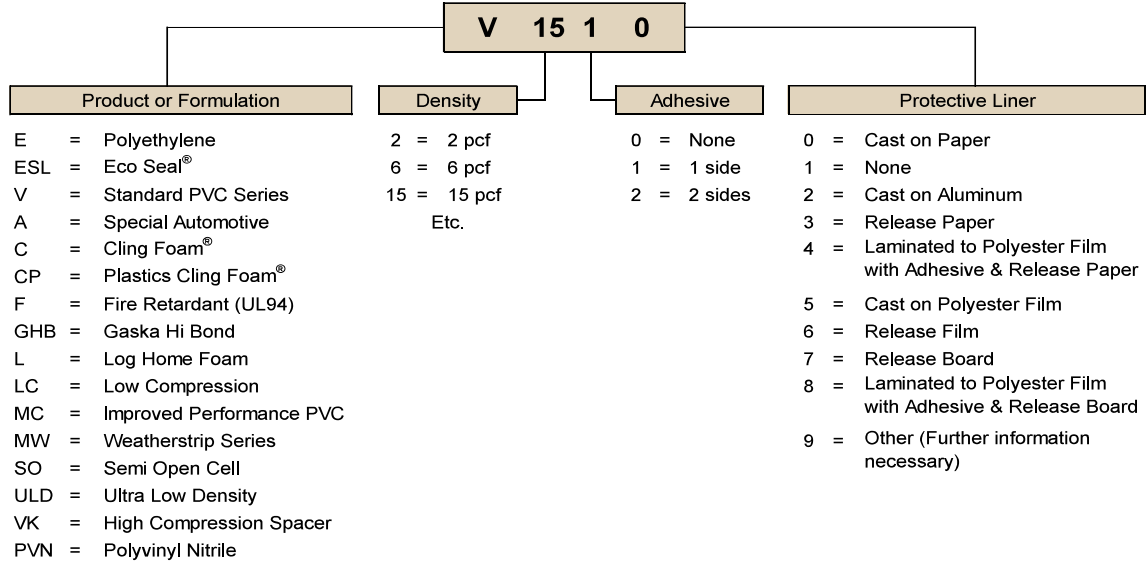 V 15 1 0
Product or Formulation
E = Polyethylene
ESL = Eco Seal®
V = Standard PVC Series
A = Special Automotive
C = Cling Foam®
CP = Plastics Cling Foam®
F = Fire Retardant (UL94)
GHB = Gaska Hi Bond
L = Log Home Foam
LC = Low Compression
MC = Improved Performance PVC
MW = Weatherstrip Series
SO = Semi Open Cell
ULD = Ultra Low Density
VK = High Compression Spacer
PVN = Polyvinyl Nitrile
Density
2 = 2 pcf
6 = 6 pcf
15 = 15 pcf
Etc.
Adhesive
0 = None
1 = 1 side
2 = 2 sides
Protective Liner
0 = Cast on Paper
1 = None
2 = Cast on Aluminum
3 = Release Paper
4 = Laminated to Polyester Film
with Adhesive & Release Paper
5 = Cast on Polyester Film
6 = Release Film
7 = Release Board
8 = Laminated to Polyester Film
with Adhesive & Release Board
9 = Other (Further information
necessary)